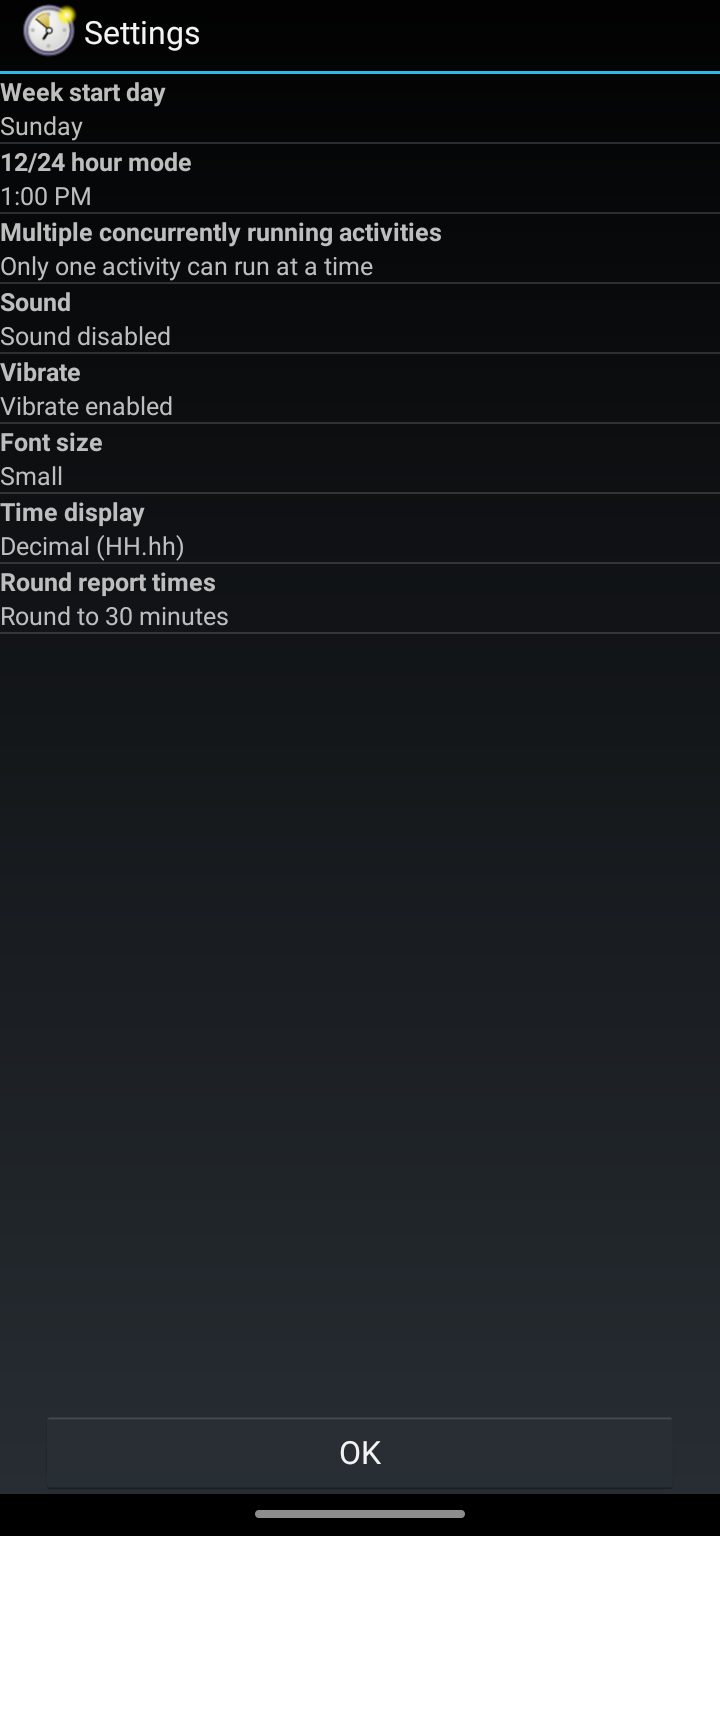 Settings
Week start day
Sunday
12/24 hour mode
1:00 PM
Multiple concurrently running activities
Only one activity can run at a time
Sound
Sound disabled
Vibrate
Vibrate enabled
Font size
Small
Time display
Decimal (HH.hh)
Round report times
Round to 30 minutes
OK